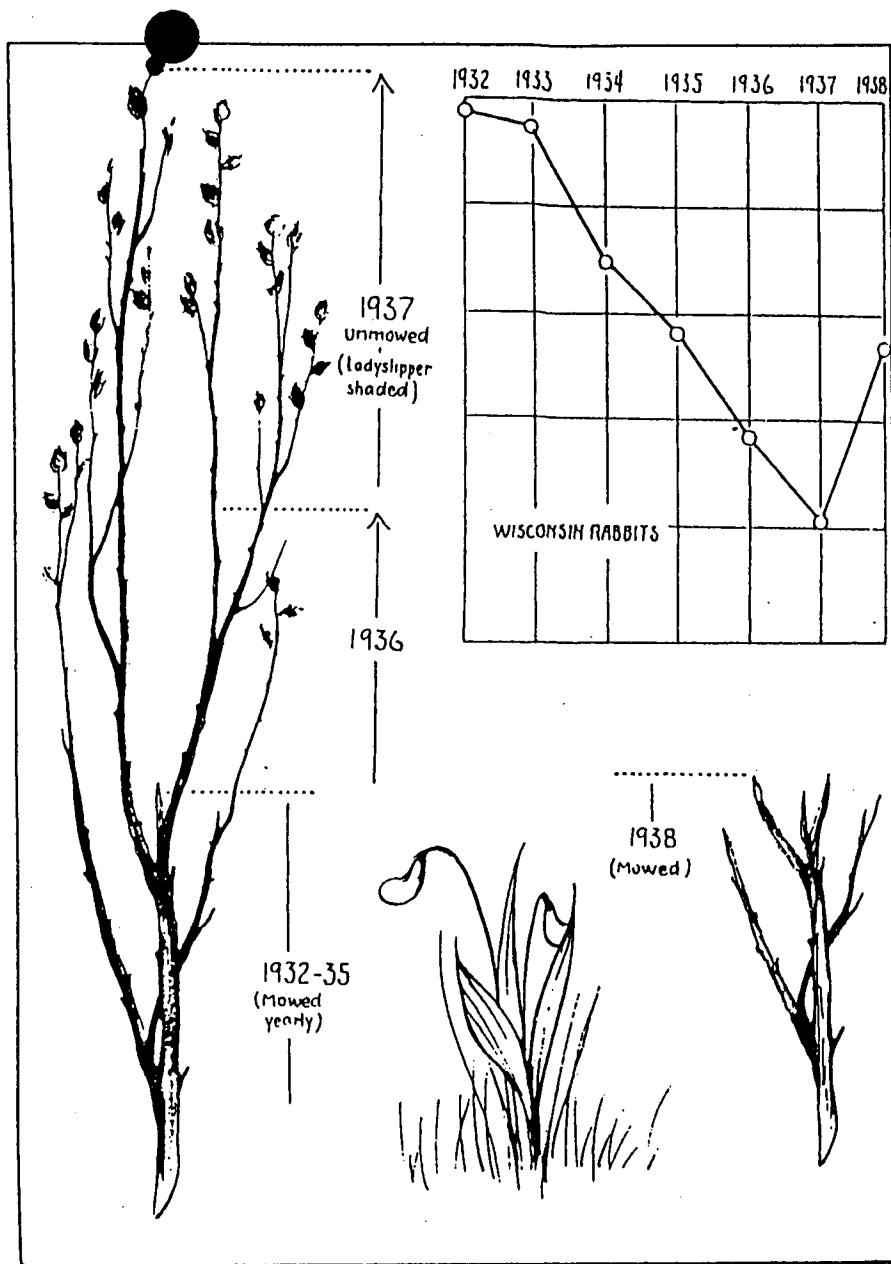 1932 1933 1934 1935 1936 1937 1938
1937
unmowed
(ladyslipper
shaded)
WISCONSIN RABBITS
1936
1938
(Mowed)
1932-35
(Mowed
yearly)